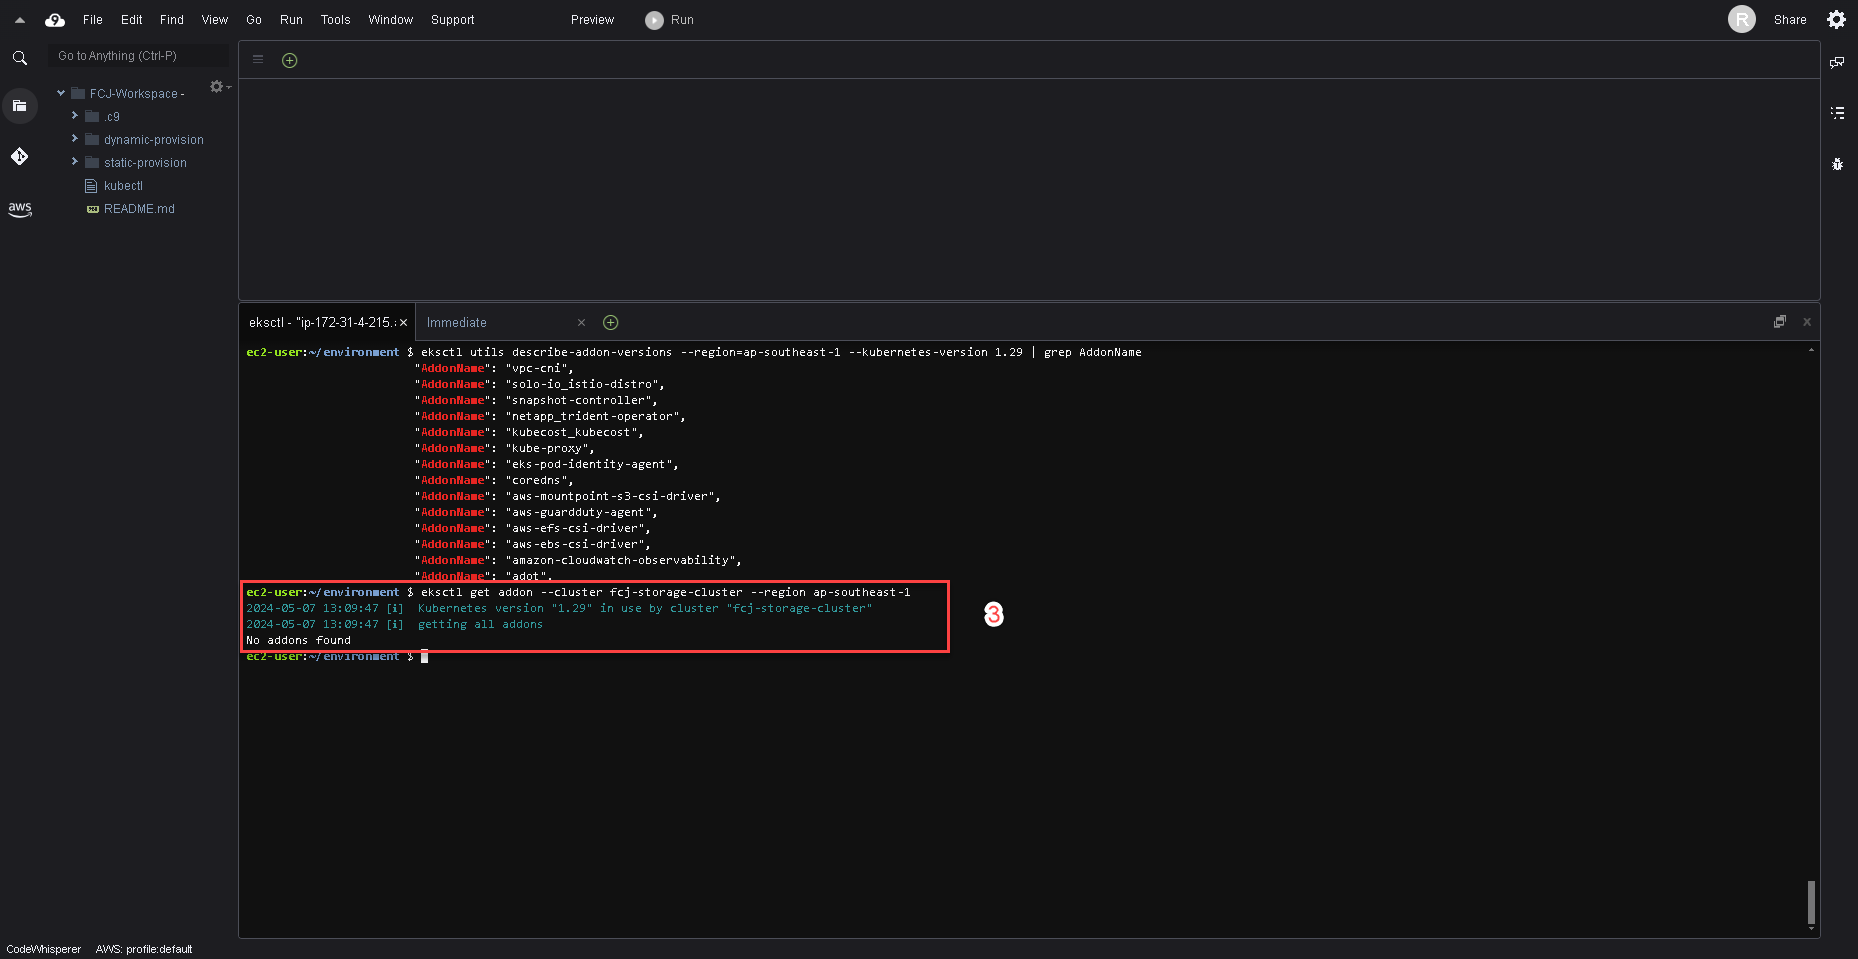 File Edit Find View Go Run Tools Window Support Preview Run R Share
Go to Anything (Ctrl-P)
FCJ-Workspace -
.c9
dynamic-provision
static-provision
kubectl
README.md
aws
eksctl - "ip-172-31-4-215. Immediate
ec2-user:~/environment $ eksctl utils describe-addon-versions --region=ap-southeast-1 --kubernetes-version 1.29 | grep AddonName
"AddonName": "vpc-cni",
"AddonName": "solo-io_istio-distro",
"AddonName": "snapshot-controller",
"AddonName": "netapp_trident-operator",
"AddonName": "kubecost_kubecost",
"AddonName": "kube-proxy",
"AddonName": "eks-pod-identity-agent",
"AddonName": "coredns",
"AddonName": "aws-mountpoint-s3-csi-driver",
"AddonName": "aws-guardduty-agent",
"AddonName": "aws-efs-csi-driver",
"AddonName": "aws-ebs-csi-driver",
"AddonName": "amazon-cloudwatch-observability",
"AddonName": "adot",
ec2-user:~/environment $ eksctl get addon --cluster fcj-storage-cluster --region ap-southeast-1
2024-05-07 13:09:47 [i] Kubernetes version "1.29" in use by cluster "fcj-storage-cluster"
2024-05-07 13:09:47 [i] getting all addons
No addons found
ec2-user:~/environment $
3
CodeWhisperer AWS: profile:default